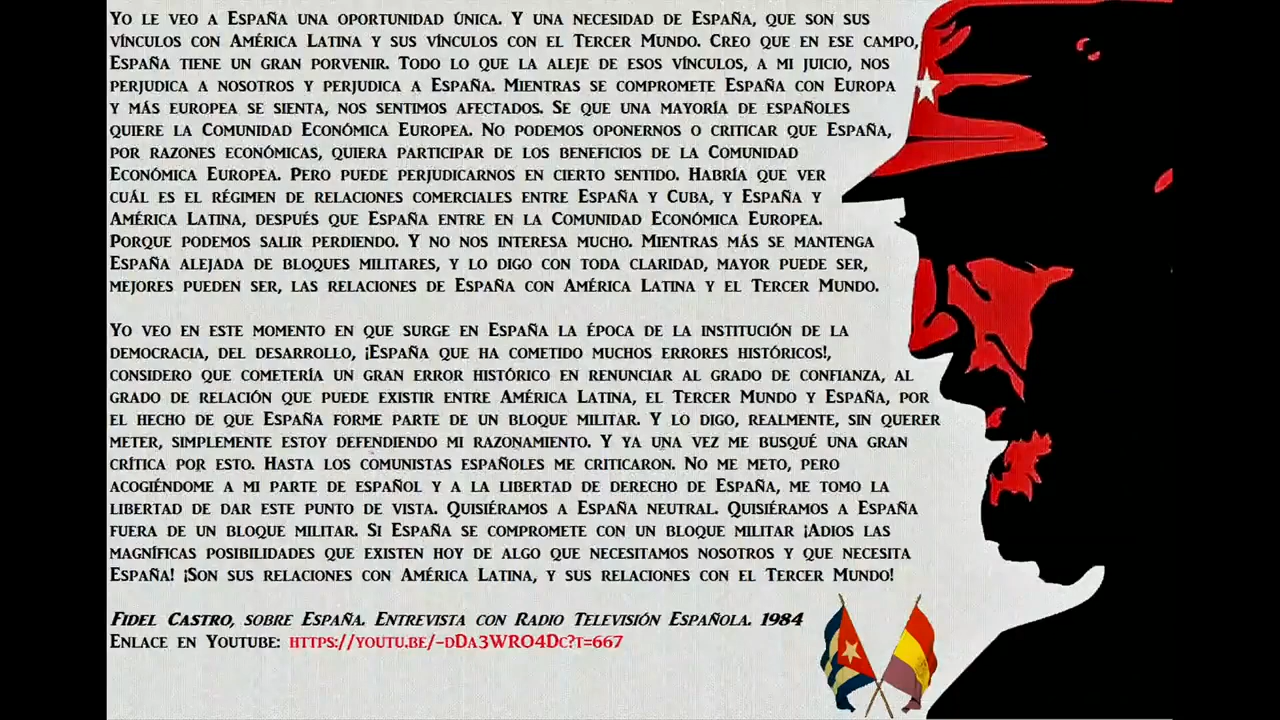 Yo le veo a España una oportunidad única. Y una necesidad de España, que son sus
vínculos con América Latina y sus vínculos con el Tercer Mundo. Creo que en ese campo,
España tiene un gran porvenir. Todo lo que la aleje de esos vínculos, a mi juicio, nos
perjudica a nosotros y perjudica a España. Mientras se compromete España con Europa
y más europea se sienta, nos sentimos afectados. Se que una mayoría de españoles
quiere la Comunidad Económica Europea. No podemos oponernos o criticar que España,
por razones económicas, quiera participar de los beneficios de la Comunidad
Económica Europea. Pero puede perjudicarnos en cierto sentido. Habría que ver
cuál es el régimen de relaciones comerciales entre España y Cuba, y España y
América Latina, después que España entre en la Comunidad Económica Europea.
Porque podemos salir perdiendo. Y no nos interesa mucho. Mientras más se mantenga
España alejada de bloques militares, y lo digo con toda claridad, mayor puede ser,
mejores pueden ser, las relaciones de España con América Latina y el Tercer Mundo.
Yo veo en este momento en que surge en España la época de la institución de la
democracia, del desarrollo, ¡España que ha cometido muchos errores históricos!,
considero que cometería un gran error histórico en renunciar al grado de confianza, al
grado de relación que puede existir entre América Latina, el Tercer Mundo y España, por
el hecho de que España forme parte de un bloque militar. Y lo digo, realmente, sin querer
meter, simplemente estoy defendiendo mi razonamiento. Y ya una vez me busqué una gran
crítica por esto. Hasta los comunistas españoles me criticaron. No me meto, pero
acogiéndome a mi parte de español y a la libertad de derecho de España, me tomo la
libertad de dar este punto de vista. Quisiéramos a España neutral. Quisiéramos a España
fuera de un bloque militar. Si España se compromete con un bloque militar ¡Adios las
magníficas posibilidades que existen hoy de algo que necesitamos nosotros y que necesita
España! ¡Son sus relaciones con América Latina, y sus relaciones con el Tercer Mundo!
Fidel Castro, sobre España. Entrevista con Radio Televisión Española. 1984
Enlace en Youtube: https://youtu.be/-dDa3WRO4Dc?t=667